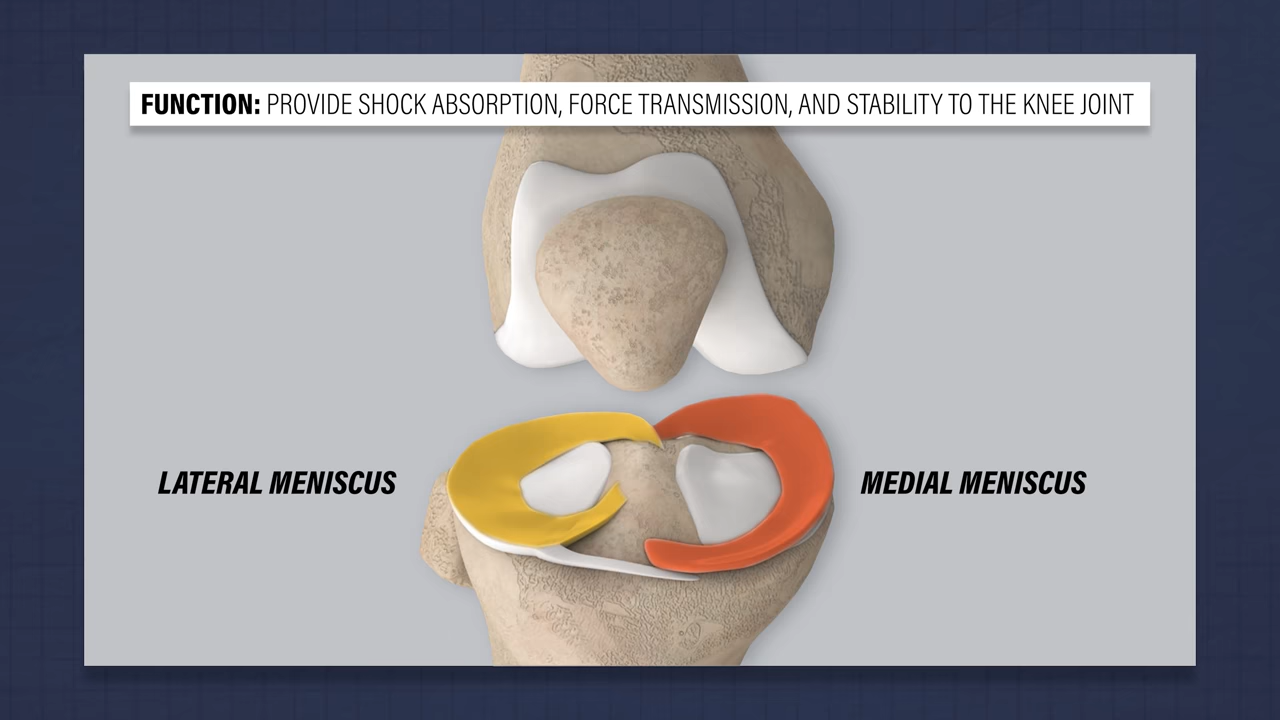 FUNCTION: PROVIDE SHOCK ABSORPTION, FORCE TRANSMISSION, AND STABILITY TO THE KNEE JOINT
LATERAL MENISCUS
MEDIAL MENISCUS